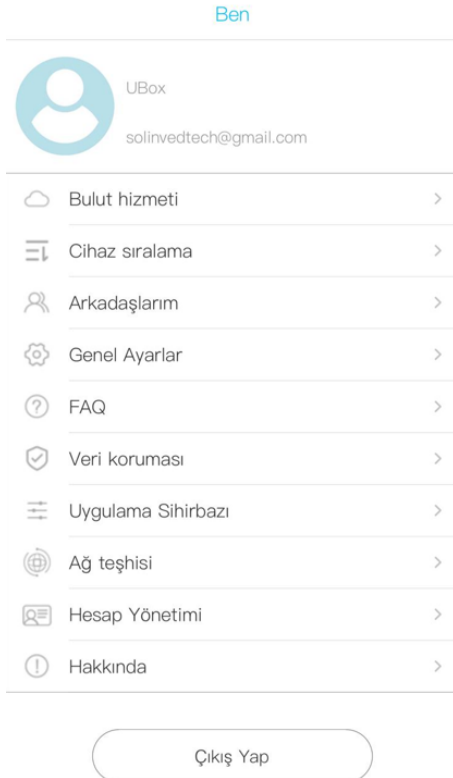 Ben
UBox
solinvedtech@gmail.com
Bulut hizmeti
Cihaz sıralama
Arkadaşlarım
Genel Ayarlar
FAQ
Veri koruması
Uygulama Sihirbazı
Ağ teşhisi
Hesap Yönetimi
Hakkında
Çıkış Yap